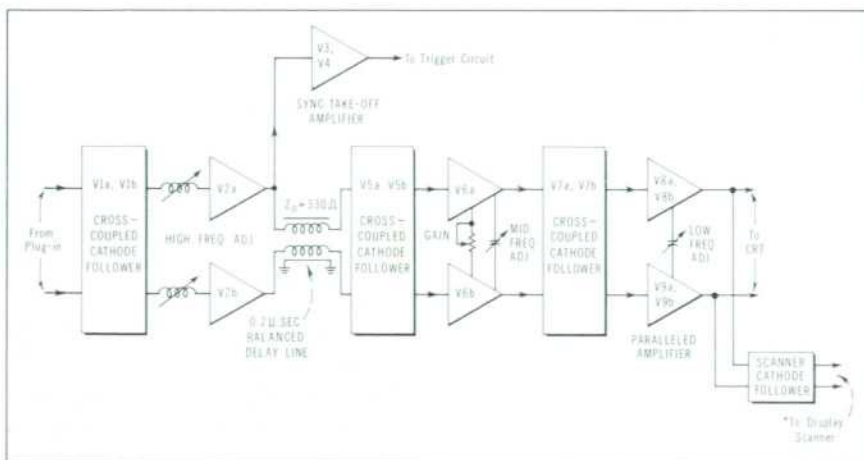 V3,
V4
To Trigger Circuit
SYNC TAKE-OFF
AMPLIFIER
From
Plug-in
V1a, V1b
CROSS-
COUPLED
CATHODE
FOLLOWER
V2a
HIGH FREQ ADJ
V2b
Z₀ = 330Ω
0.2μSEC
BALANCED
DELAY LINE
V5a V5b
CROSS-
COUPLED
CATHODE
FOLLOWER
V6a
GAIN
MID
FREQ
ADJ
V6b
V7a, V7b
CROSS-
COUPLED
CATHODE
FOLLOWER
V8a,
V8b
LOW
FREQ
ADJ
V9a,
V9b
PARALLELED
AMPLIFIER
To
CRT
SCANNER
CATHODE
FOLLOWER
*To Display
Scanner